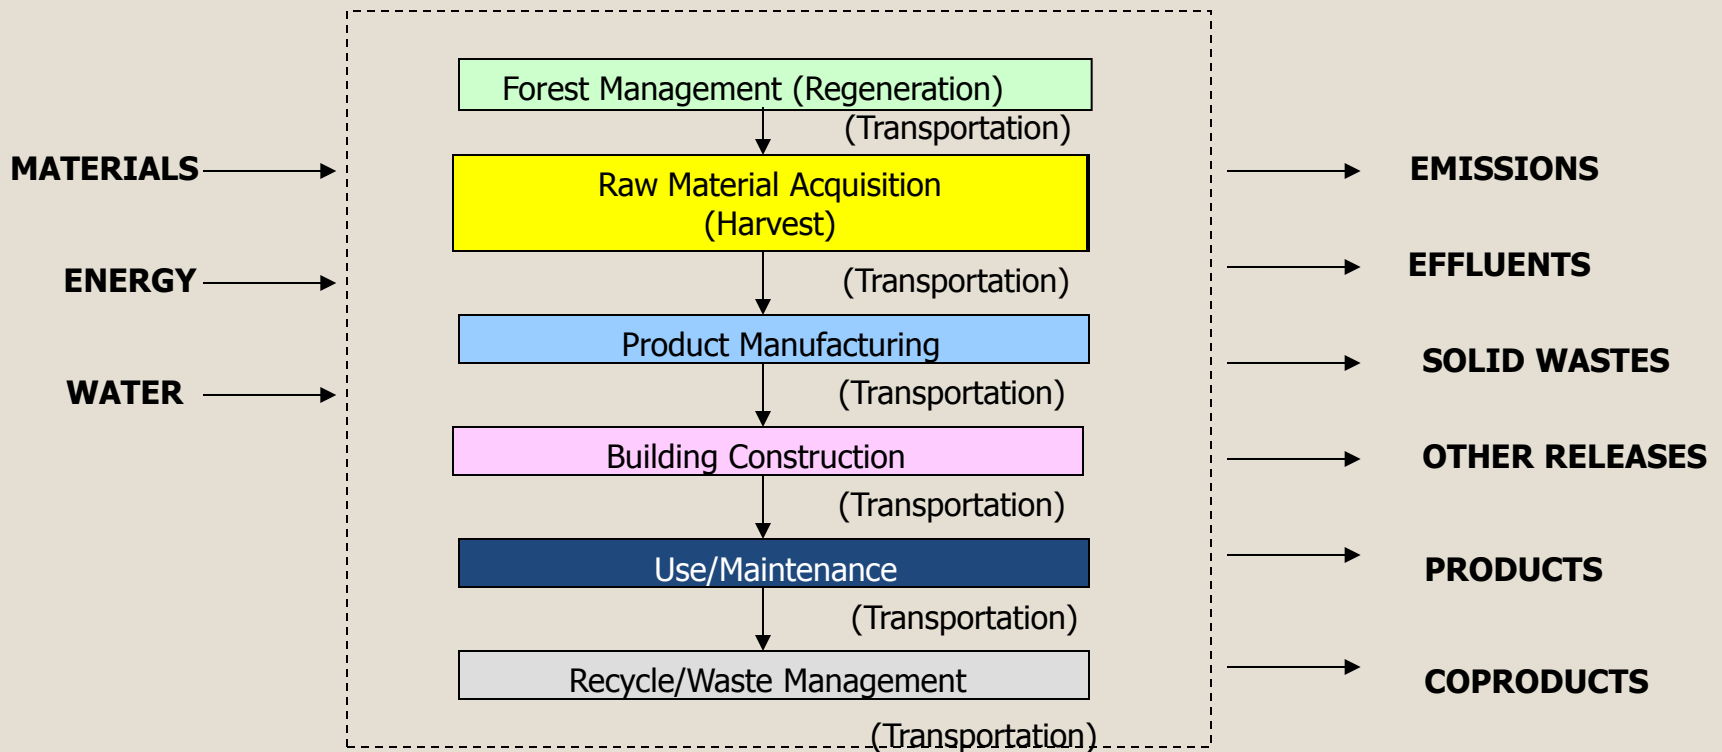 Forest Management (Regeneration)
(Transportation)
MATERIALS
Raw Material Acquisition
(Harvest)
EMISSIONS
ENERGY
(Transportation)
EFFLUENTS
Product Manufacturing
SOLID WASTES
WATER
(Transportation)
Building Construction
OTHER RELEASES
(Transportation)
Use/Maintenance
PRODUCTS
(Transportation)
Recycle/Waste Management
COPRODUCTS
(Transportation)